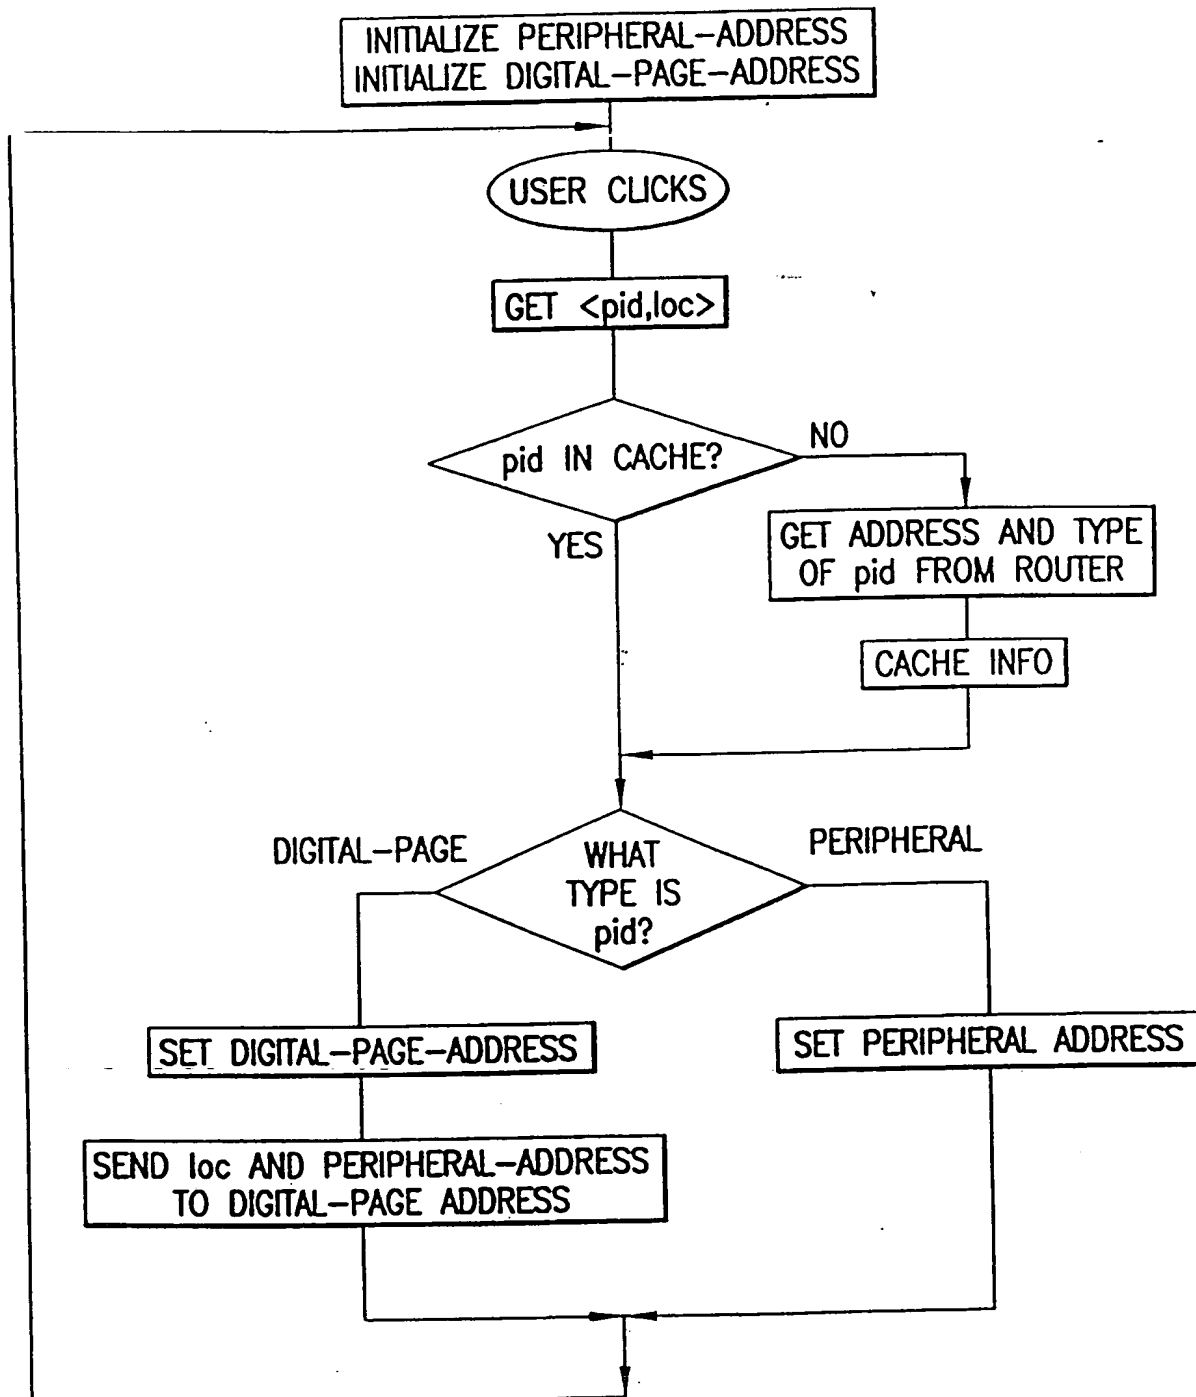 INITIALIZE PERIPHERAL-ADDRESS
INITIALIZE DIGITAL-PAGE-ADDRESS
USER CLICKS
GET <pid,loc>
pid IN CACHE?
NO
YES
GET ADDRESS AND TYPE
OF pid FROM ROUTER
CACHE INFO
DIGITAL-PAGE
WHAT
TYPE IS
pid?
PERIPHERAL
SET DIGITAL-PAGE-ADDRESS
SET PERIPHERAL ADDRESS
SEND loc AND PERIPHERAL-ADDRESS
TO DIGITAL-PAGE ADDRESS